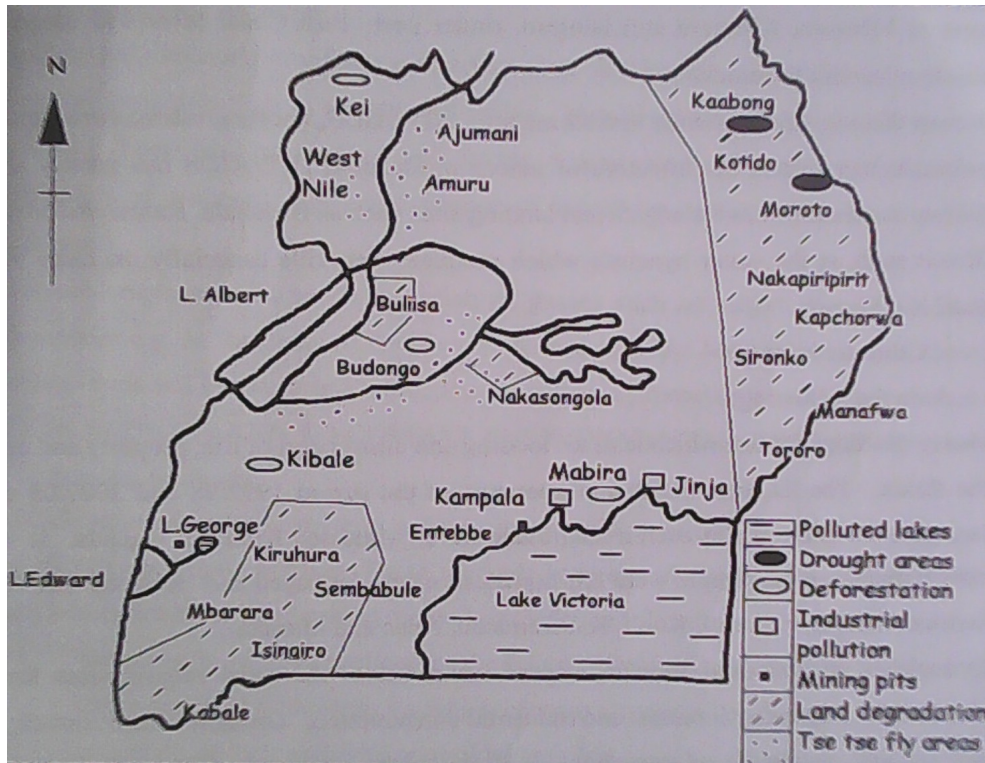 N
Kei
West
Nile
Ajumani
Amuru
Kaabong
Kotido
Moroto
L. Albert
Buliisa
Nakapiripirit
Kapchorwa
Budongo
Sironko
Nakasongola
Manafwa
Tororo
Kibale
Mabira
Kampala
Jinja
Entebbe
L.George
Kiruhura
L.Edward
Sembabule
Lake Victoria
Mbarara
Isingiro
Kabale
Polluted lakes
Drought areas
Deforestation
Industrial
pollution
Mining pits
Land degradation
Tse tse fly areas